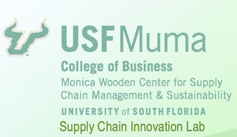 USF Muma
College of Business
Monica Wooden Center for Supply
Chain Management & Sustainability
UNIVERSITY of SOUTH FLORIDA
Supply Chain Innovation Lab